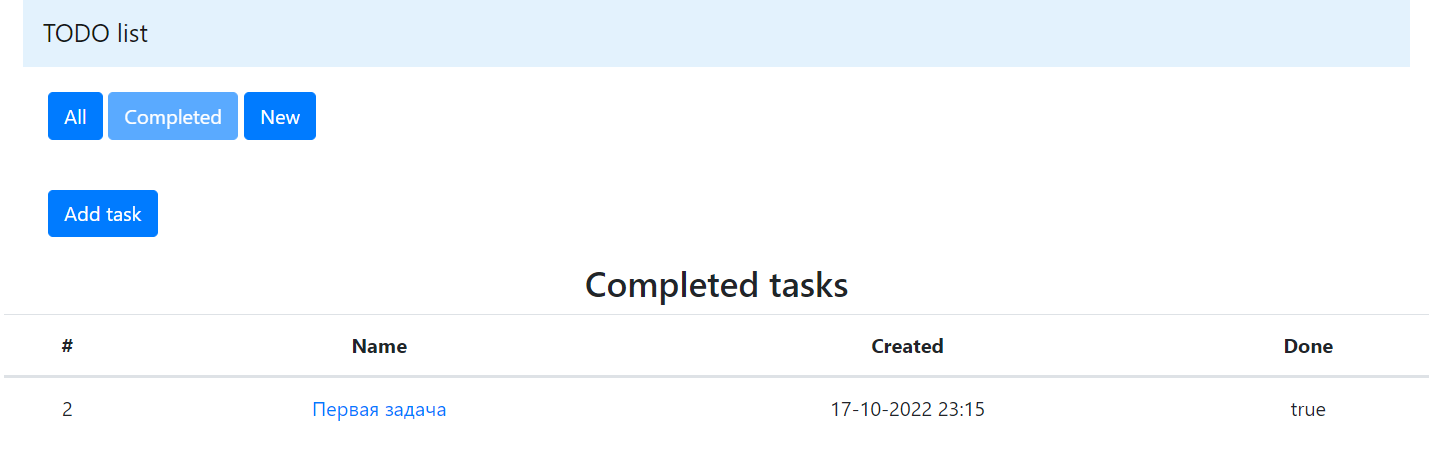 TODO list
All Completed New
Add task
Completed tasks
# Name Created Done
2 Первая задача 17-10-2022 23:15 true